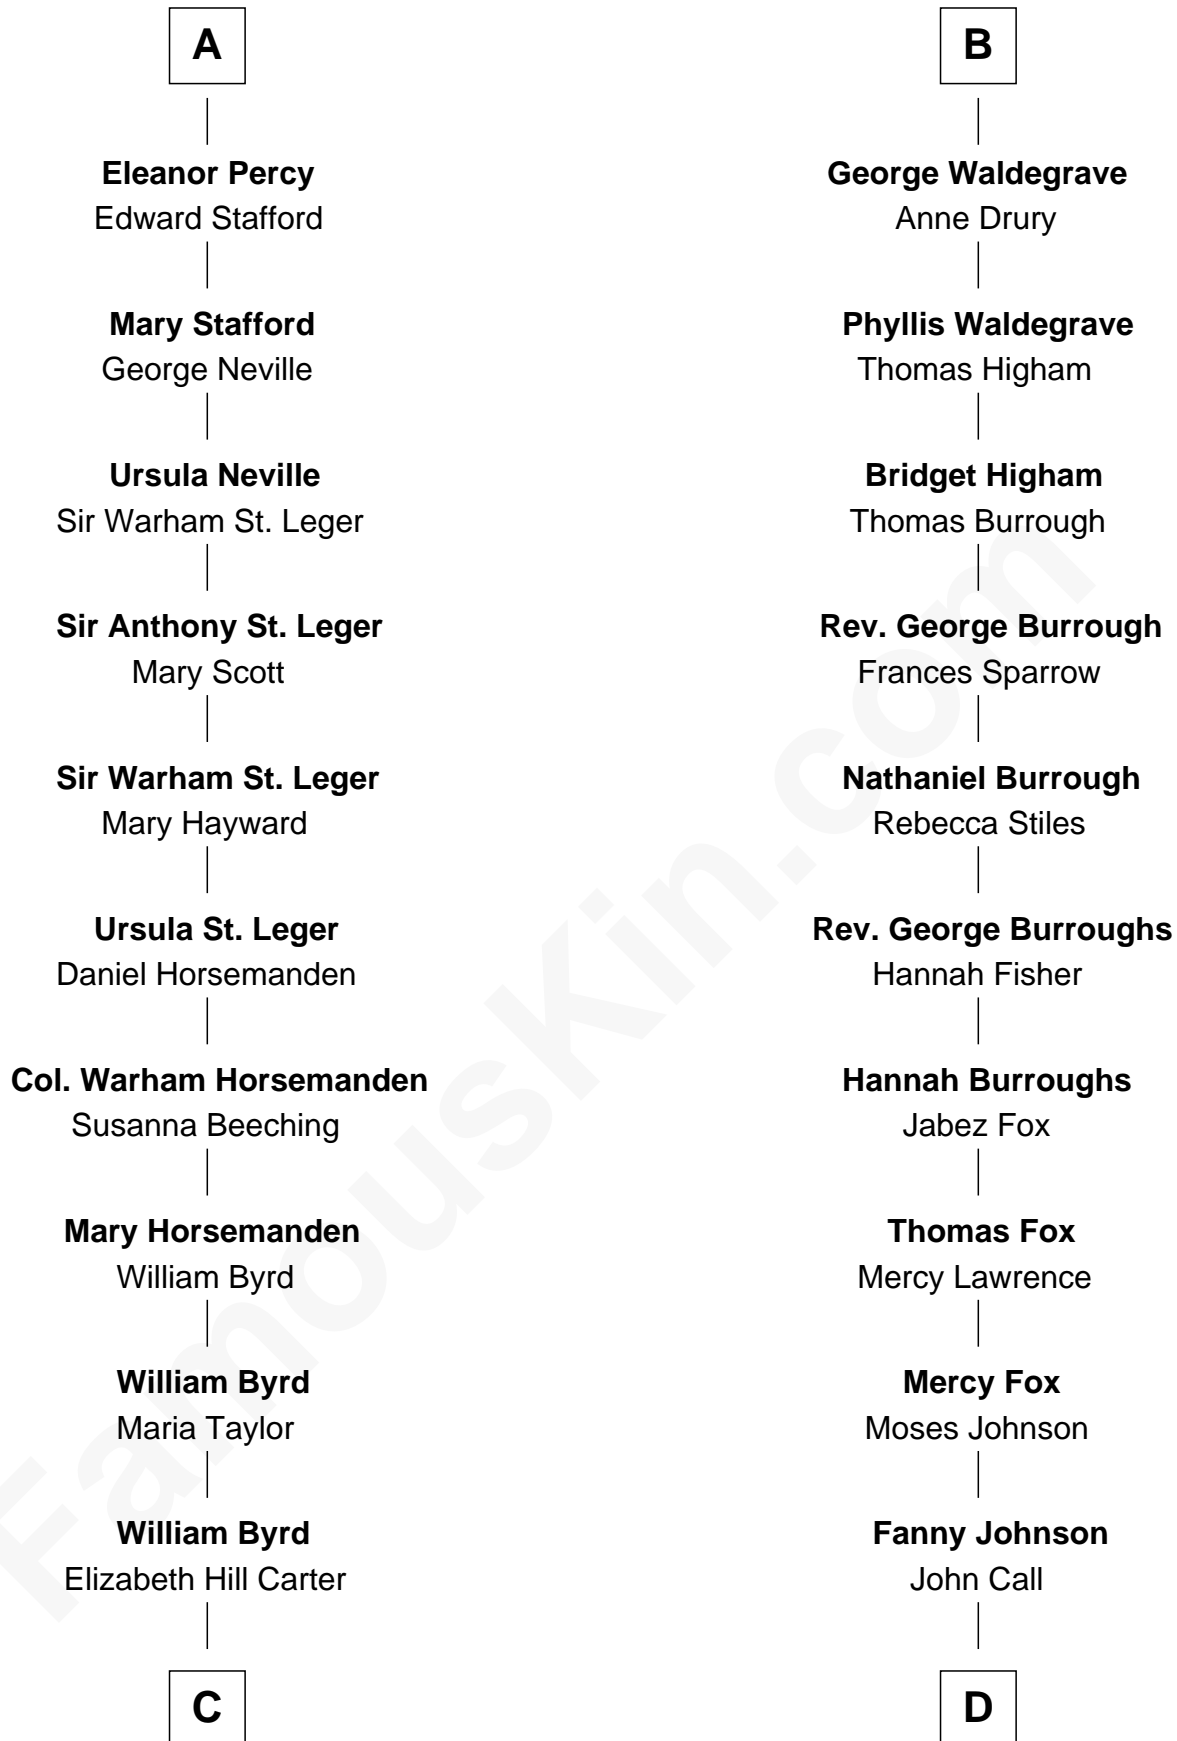 A
Eleanor Percy
Edward Stafford
Mary Stafford
George Neville
Ursula Neville
Sir Warham St. Leger
Sir Anthony St. Leger
Mary Scott
Sir Warham St. Leger
Mary Hayward
Ursula St. Leger
Daniel Horsemanden
Col. Warham Horsemanden
Susanna Beeching
Mary Horsemanden
William Byrd
William Byrd
Maria Taylor
William Byrd
Elizabeth Hill Carter
C
B
George Waldegrave
Anne Drury
Phyllis Waldegrave
Thomas Higham
Bridget Higham
Thomas Burrough
Rev. George Burrough
Frances Sparrow
Nathaniel Burrough
Rebecca Stiles
Rev. George Burroughs
Hannah Fisher
Hannah Burroughs
Jabez Fox
Thomas Fox
Mercy Lawrence
Mercy Fox
Moses Johnson
Fanny Johnson
John Call
D
FamousKin.com